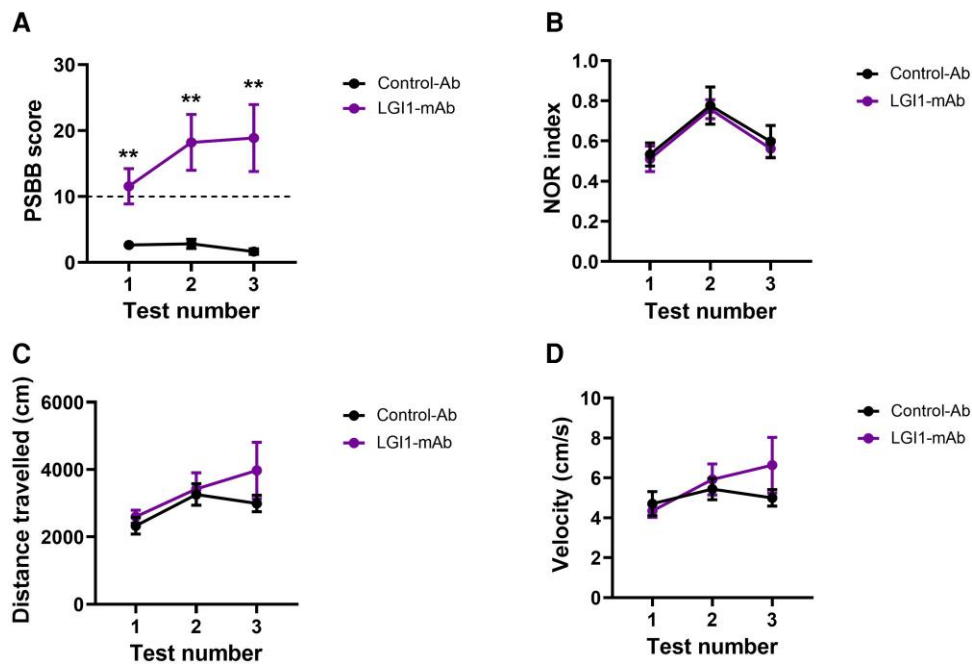 A
PSBB score
30
20
10
0
**
**
**
1 2 3
Test number
Control-Ab
LGI1-mAb
B
NOR index
1.0
0.8
0.6
0.4
0.2
0.0
1 2 3
Test number
Control-Ab
LGI1-mAb
C
Distance travelled (cm)
6000
4000
2000
0
1 2 3
Test number
Control-Ab
LGI1-mAb
D
Velocity (cm/s)
10
8
6
4
2
0
1 2 3
Test number
Control-Ab
LGI1-mAb